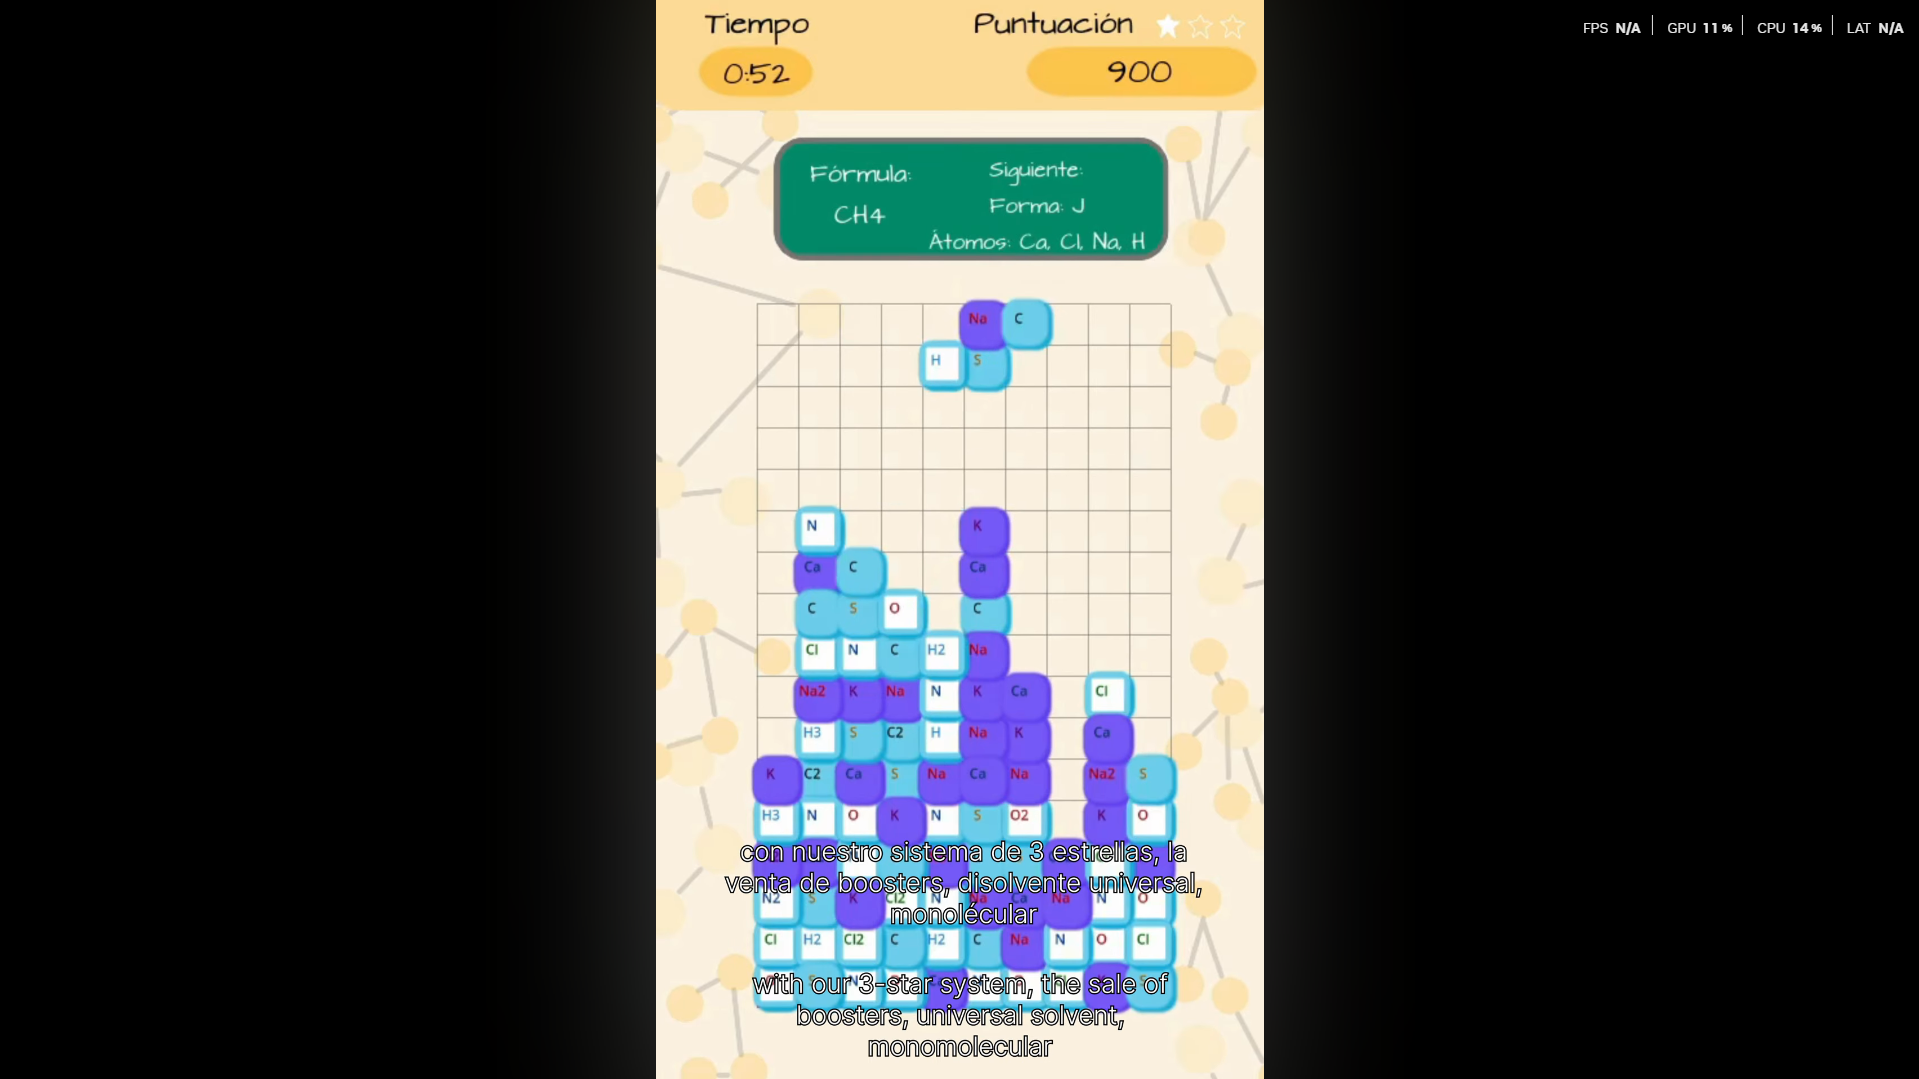 Tiempo
Puntuación
0:52
900
FPS N/A GPU 11% CPU 14% LAT N/A
Fórmula:
CH4
Siguiente:
Forma: J
Átomos: Ca, Cl, Na, H
Na C
H S
N K
Ca C Ca
C S O C
Cl N C H2 Na
Na2 K Na N K Ca Cl
H3 S C2 H Na K Ca
K C2 Ca S Na Ca Na Na2 S
H3 N O K N S O2 K O
con nuestro sistema de 3 estrellas, la
venta de boosters, disolvente universal,
monolécular
N2 S K Cl2 N Na Ca Na N O
Cl H2 Cl2 C H2 C Na N O Cl
with our 3-star system, the sale of
boosters, universal solvent,
monomolecular